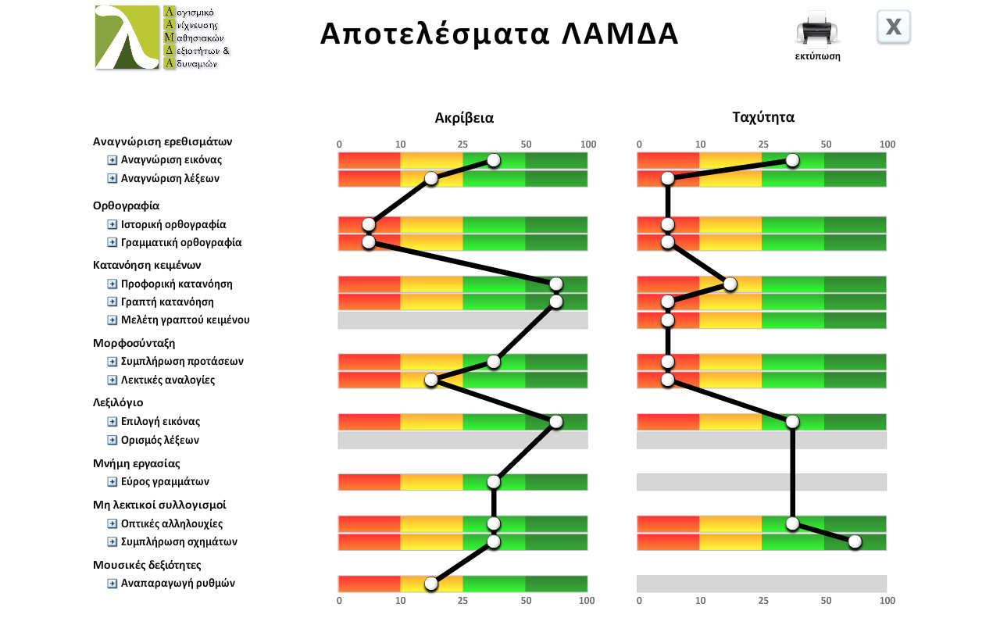 Λογισμικό
Ανίχνευσης
Μαθησιακών
Δεξιοτήτων &
Αδυναμιών
Αποτελέσματα ΛΑΜΔΑ
εκτύπωση
X
Ακρίβεια
Ταχύτητα
0 10 25 50 100
0 10 25 50 100
Αναγνώριση ερεθισμάτων
Αναγνώριση εικόνας
Αναγνώριση λέξεων
Ορθογραφία
Ιστορική ορθογραφία
Γραμματική ορθογραφία
Κατανόηση κειμένων
Προφορική κατανόηση
Γραπτή κατανόηση
Μελέτη γραπτού κειμένου
Μορφοσύνταξη
Συμπλήρωση προτάσεων
Λεκτικές αναλογίες
Λεξιλόγιο
Επιλογή εικόνας
Ορισμός λέξεων
Μνήμη εργασίας
Εύρος γραμμάτων
Μη λεκτικοί συλλογισμοί
Οπτικές αλληλουχίες
Συμπλήρωση σχημάτων
Μουσικές δεξιότητες
Αναπαραγωγή ρυθμών
0 10 25 50 100
0 10 25 50 100